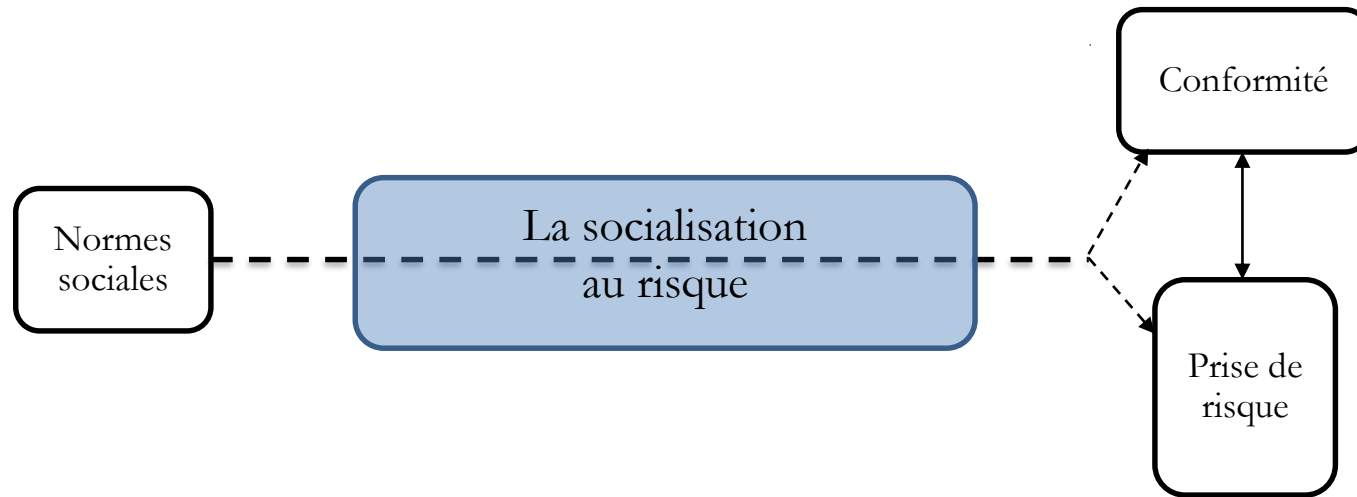 Conformité
Normes
sociales
La socialisation
au risque
Prise de
risque